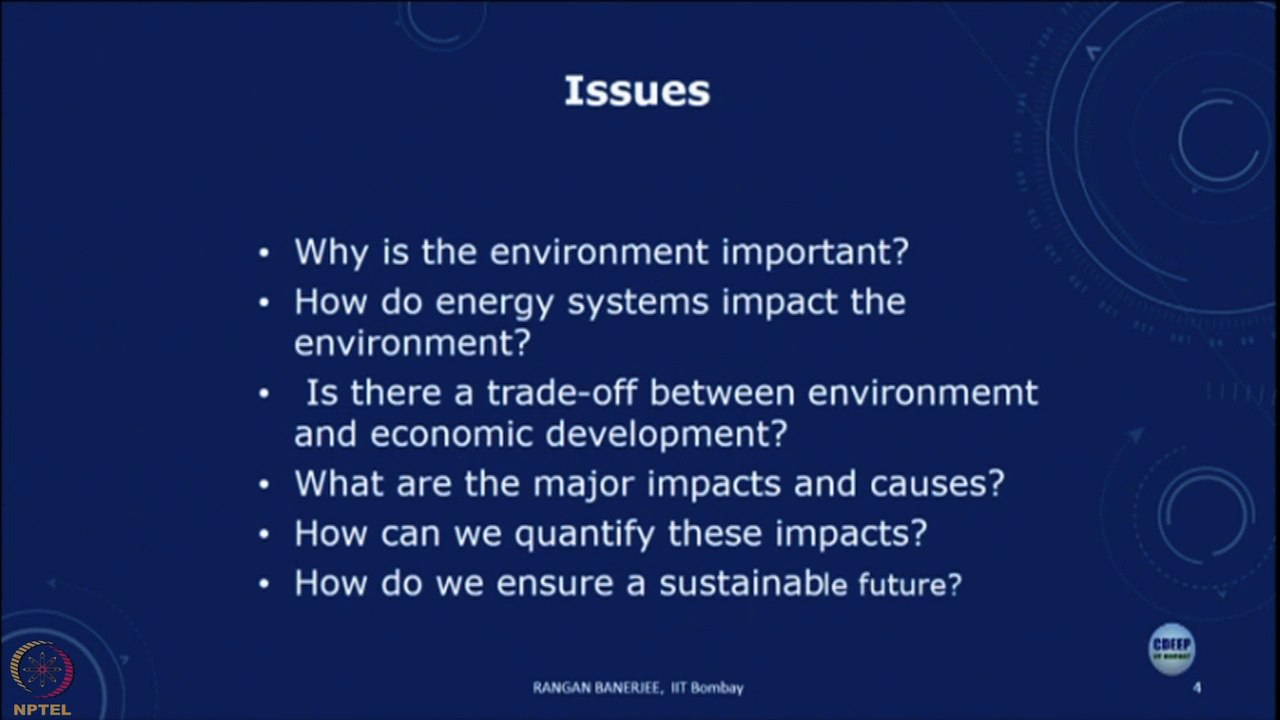 Issues
• Why is the environment important?
• How do energy systems impact the
environment?
• Is there a trade-off between environmemt
and economic development?
• What are the major impacts and causes?
• How can we quantify these impacts?
• How do we ensure a sustainable future?
CDEEP
IIT BOMBAY
NPTEL
RANGAN BANERJEE, IIT Bombay
4